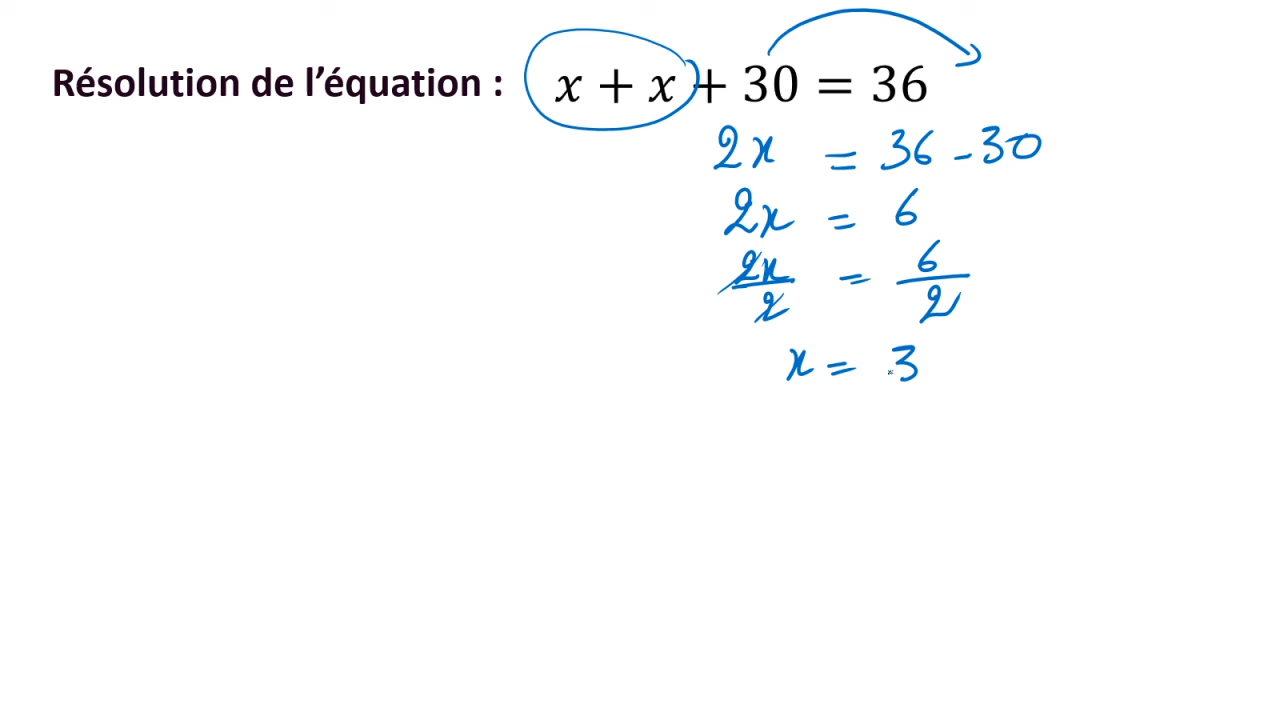 Résolution de l’équation : x + x + 30 = 36
2x = 36 - 30
2x = 6
2x/2 = 6/2
x = 3